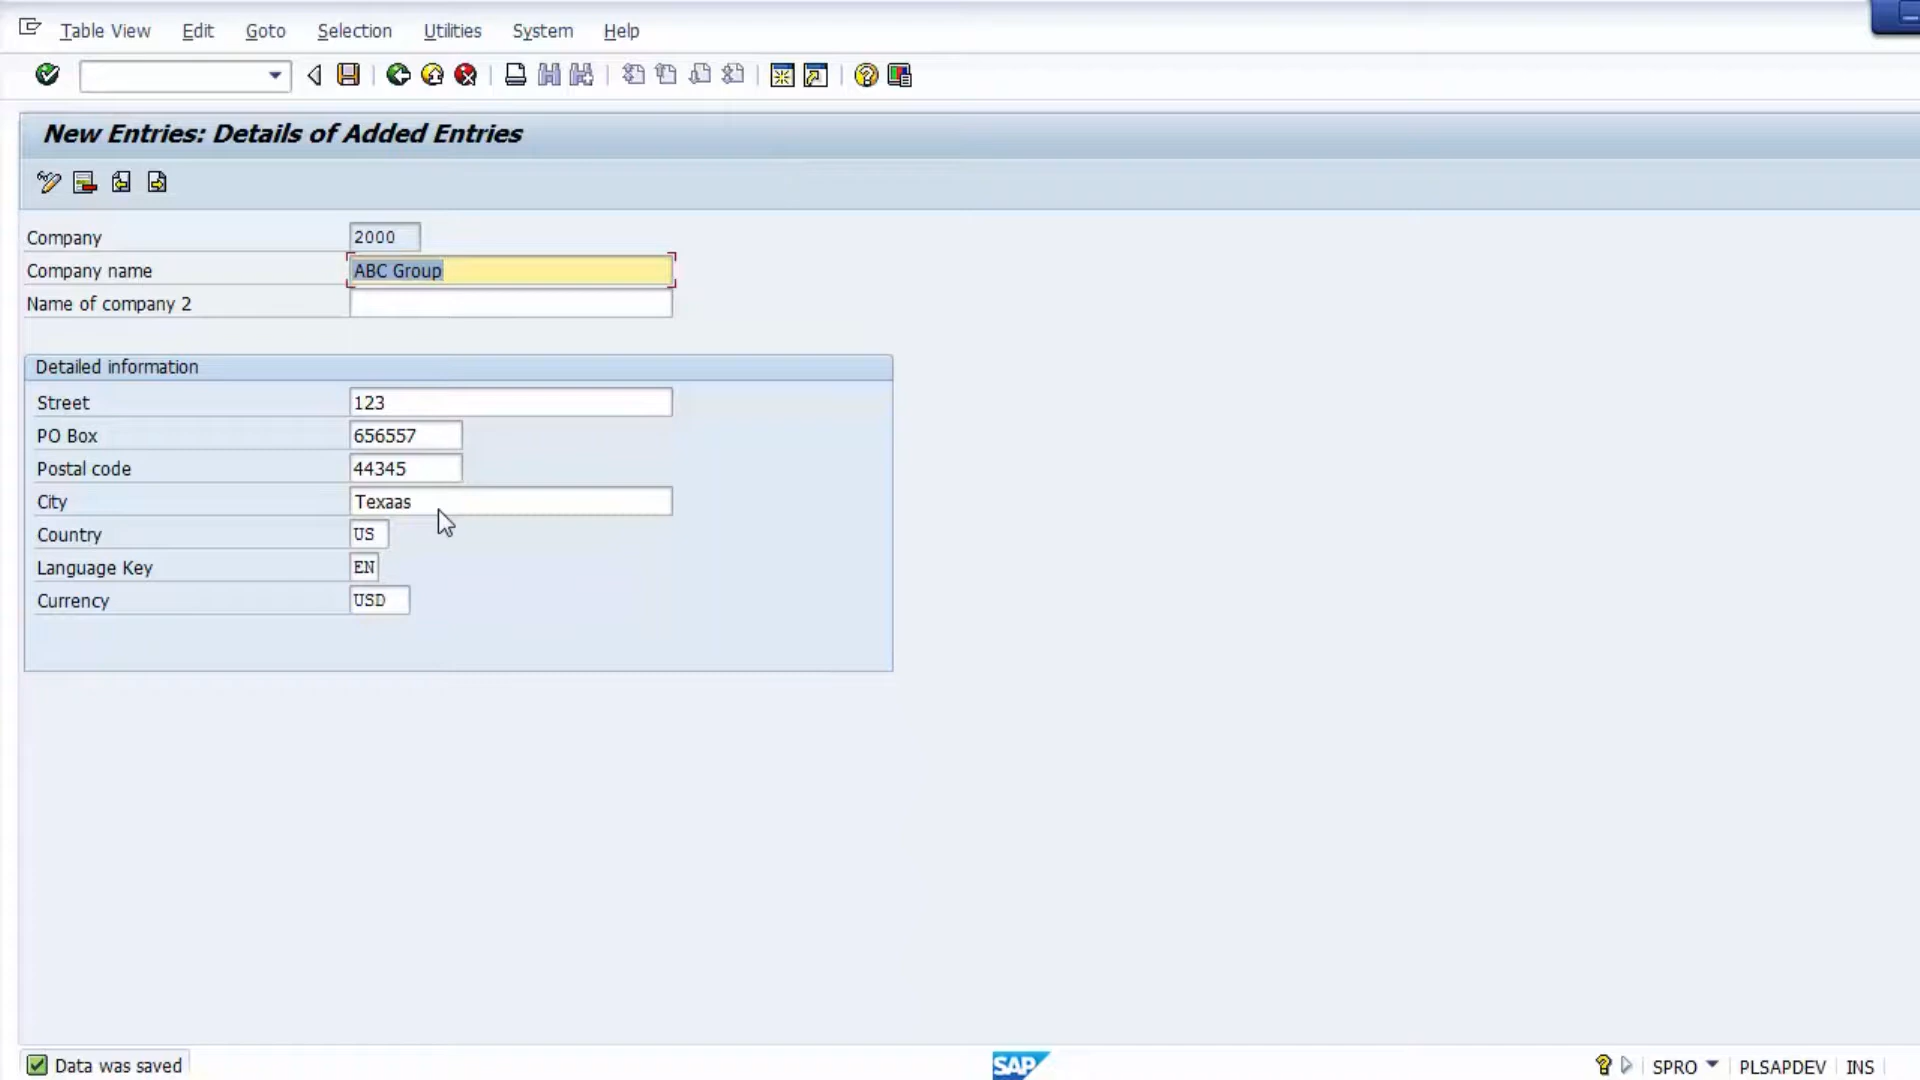 Table View Edit Goto Selection Utilities System Help
New Entries: Details of Added Entries
Company 2000
Company name ABC Group
Name of company 2
Detailed information
Street 123
PO Box 656557
Postal code 44345
City Texaas
Country US
Language Key EN
Currency USD
Data was saved SAP SPRO PLSAPDEV INS